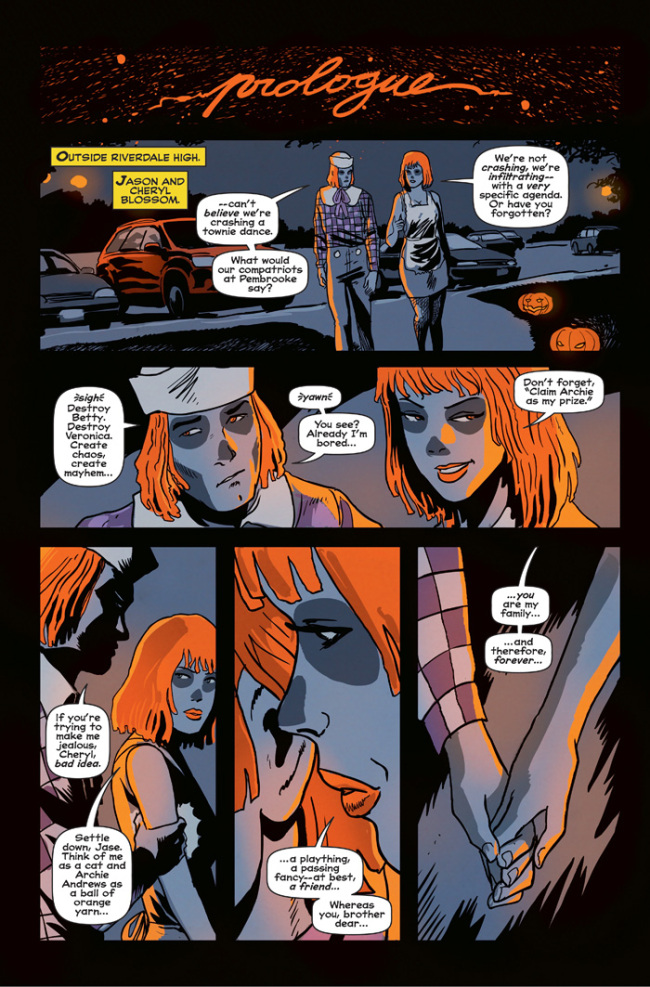 prologue
OUTSIDE RIVERDALE HIGH.
JASON AND
CHERYL
BLOSSOM.
--can't
believe we're
crashing a
townie dance.
What would
our compatriots
at Pembrooke
say?
We're not
crashing, we're
infiltrating--
with a very
specific agenda.
Or have you
forgotten?
sigh
Destroy
Betty.
Destroy
Veronica.
Create
chaos,
create
mayhem...
yawn
You see?
Already I'm
bored...
Don't forget,
"Claim Archie
as my prize."
If you're
trying to
make me
jealous,
Cheryl,
bad idea.
Settle
down, Jase.
Think of me
as a cat and
Archie
Andrews as
a ball of
orange
yarn...
...a plaything,
a passing
fancy--at best,
a friend...
Whereas
you, brother
dear...
...you
are my
family...
...and
therefore,
forever...